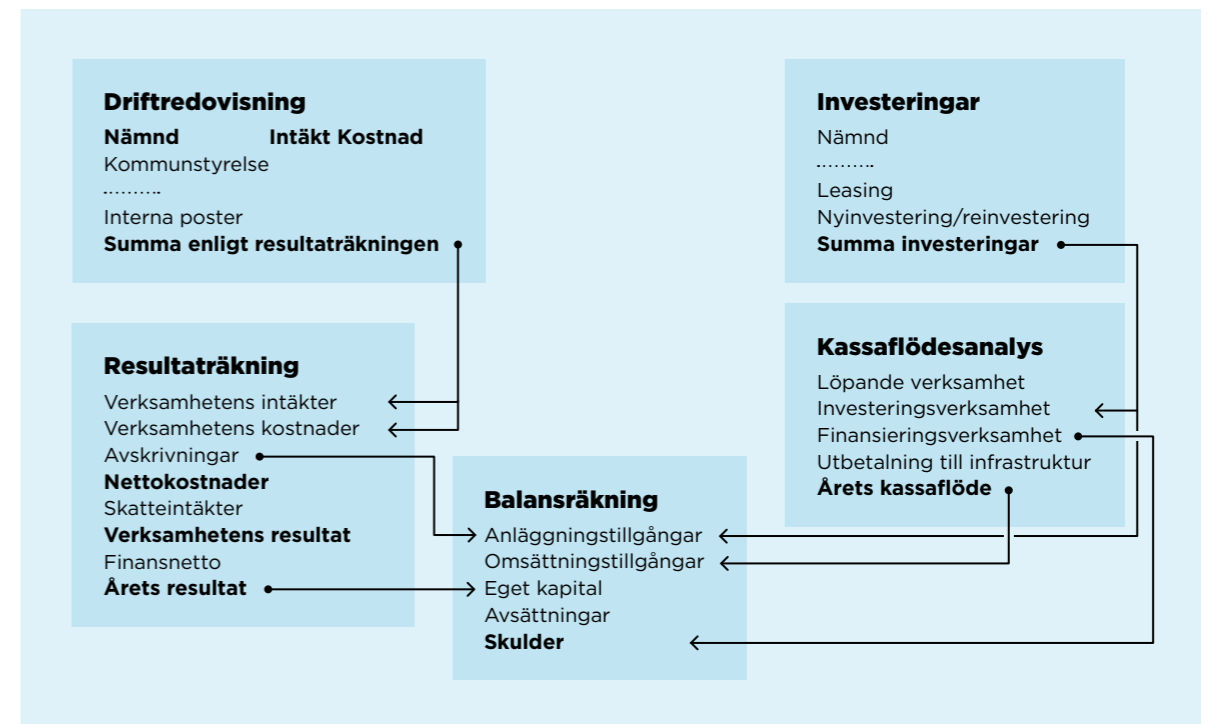 Driftredovisning
Nämnd Intäkt Kostnad
Kommunstyrelse
..........
Interna poster
Summa enligt resultaträkningen
Resultaträkning
Verksamhetens intäkter
Verksamhetens kostnader
Avskrivningar
Nettokostnader
Skatteintäkter
Verksamhetens resultat
Finansnetto
Årets resultat
Balansräkning
Anläggningstillgångar
Omsättningstillgångar
Eget kapital
Avsättningar
Skulder
Investeringar
Nämnd
..........
Leasing
Nyinvestering/reinvestering
Summa investeringar
Kassaflödesanalys
Löpande verksamhet
Investeringsverksamhet
Finansieringsverksamhet
Utbetalning till infrastruktur
Årets kassaflöde